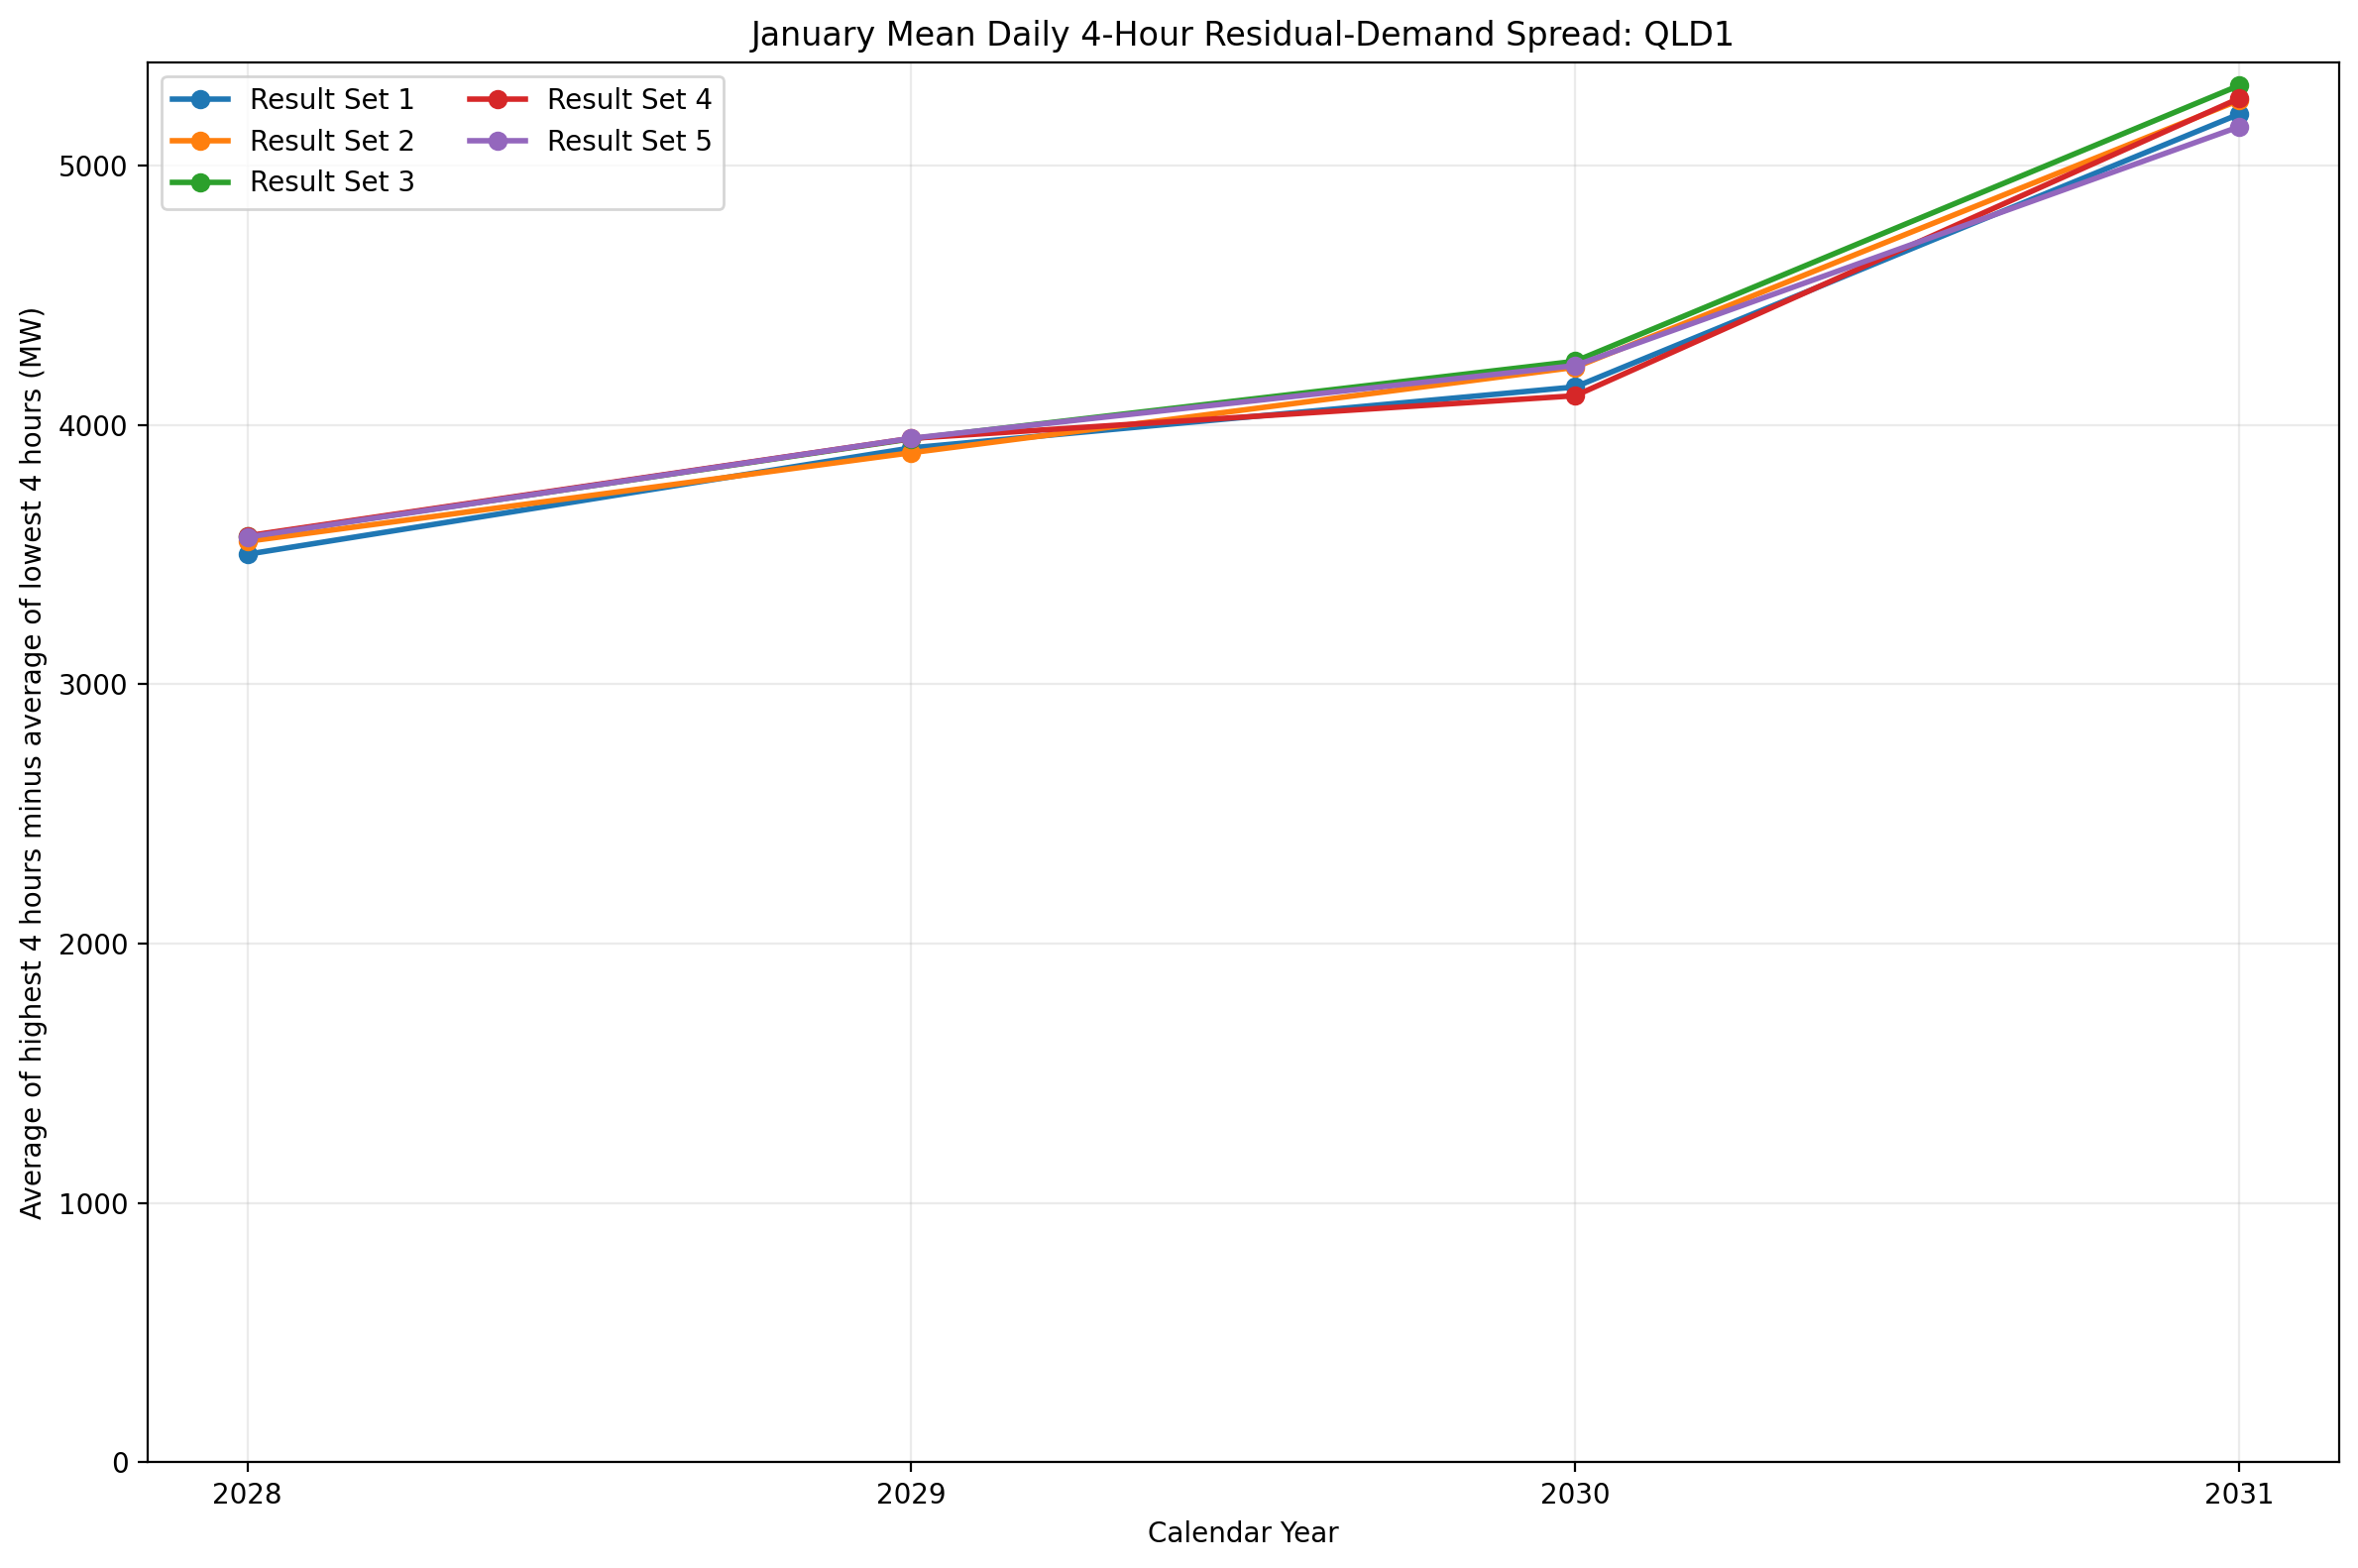 January Mean Daily 4-Hour Residual-Demand Spread: QLD1
Result Set 1
Result Set 2
Result Set 3
Result Set 4
Result Set 5
Average of highest 4 hours minus average of lowest 4 hours (MW)
5000
4000
3000
2000
1000
0
2028
2029
2030
2031
Calendar Year